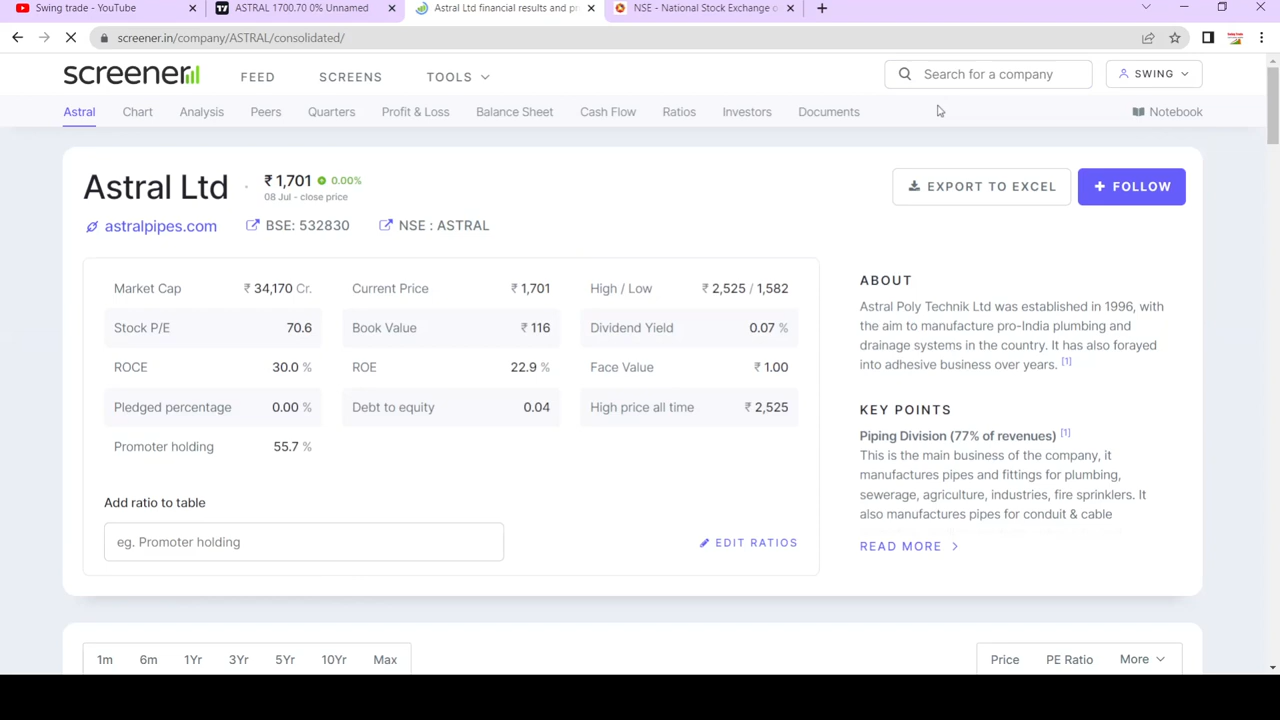 Swing trade - YouTube
ASTRAL 1700.70 0% Unnamed
Astral Ltd financial results and pr
NSE - National Stock Exchange o
screener.in/company/ASTRAL/consolidated/
screener FEED SCREENS TOOLS Search for a company SWING
Astral Chart Analysis Peers Quarters Profit & Loss Balance Sheet Cash Flow Ratios Investors Documents Notebook
Astral Ltd ₹ 1,701 0.00%
08 Jul - close price
EXPORT TO EXCEL + FOLLOW
astralpipes.com BSE: 532830 NSE : ASTRAL
Market Cap ₹ 34,170 Cr. Current Price ₹ 1,701 High / Low ₹ 2,525 / 1,582
Stock P/E 70.6 Book Value ₹ 116 Dividend Yield 0.07 %
ROCE 30.0 % ROE 22.9 % Face Value ₹ 1.00
Pledged percentage 0.00 % Debt to equity 0.04 High price all time ₹ 2,525
Promoter holding 55.7 %
Add ratio to table
eg. Promoter holding
EDIT RATIOS
ABOUT
Astral Poly Technik Ltd was established in 1996, with
the aim to manufacture pro-India plumbing and
drainage systems in the country. It has also forayed
into adhesive business over years. [1]
KEY POINTS
Piping Division (77% of revenues) [1]
This is the main business of the company, it
manufactures pipes and fittings for plumbing,
sewerage, agriculture, industries, fire sprinklers. It
also manufactures pipes for conduit & cable
READ MORE
1m 6m 1Yr 3Yr 5Yr 10Yr Max
Price PE Ratio More